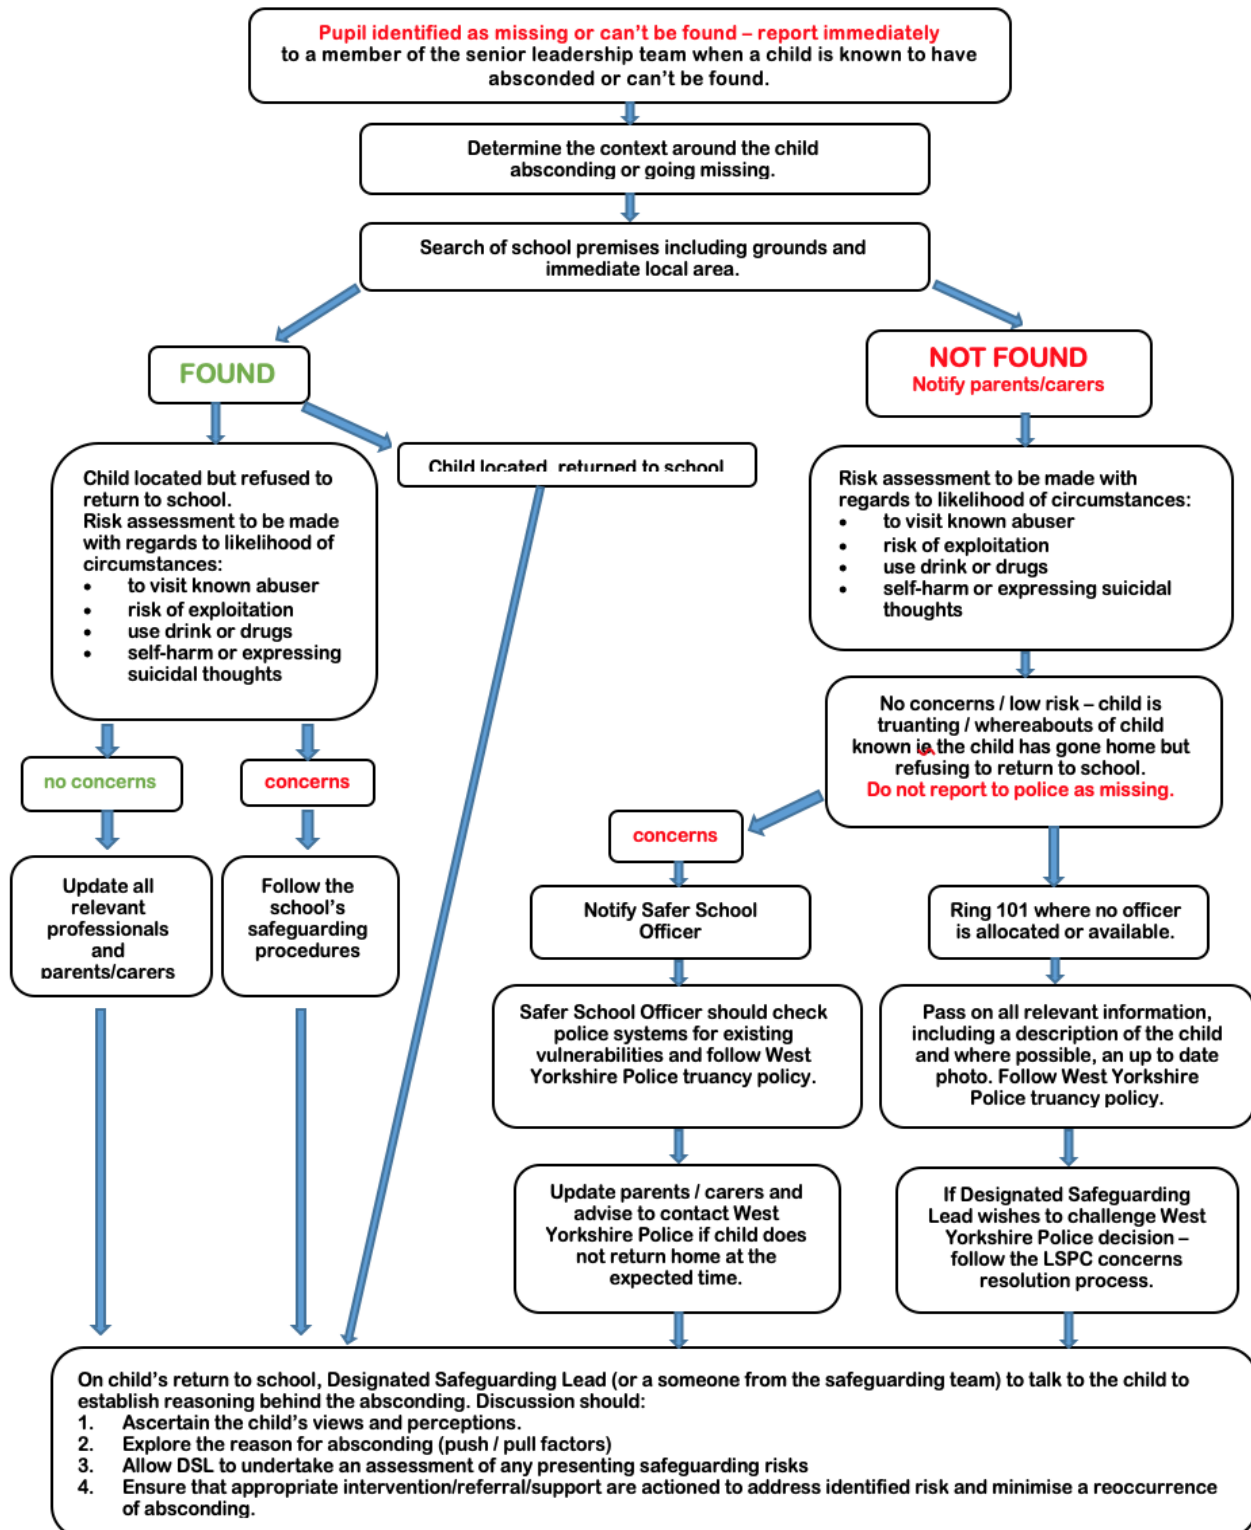 Pupil identified as missing or can't be found – report immediately
to a member of the senior leadership team when a child is known to have
absconded or can't be found.
Determine the context around the child
absconding or going missing.
Search of school premises including grounds and
immediate local area.
FOUND
NOT FOUND
Notify parents/carers
Child located but refused to
return to school.
Risk assessment to be made
with regards to likelihood of
circumstances:
• to visit known abuser
• risk of exploitation
• use drink or drugs
• self-harm or expressing
suicidal thoughts
Child located, returned to school
Risk assessment to be made with
regards to likelihood of circumstances:
• to visit known abuser
• risk of exploitation
• use drink or drugs
• self-harm or expressing suicidal
thoughts
No concerns / low risk – child is
truanting / whereabouts of child
known ie the child has gone home but
refusing to return to school.
Do not report to police as missing.
no concerns
concerns
concerns
Update all
relevant
professionals
and
parents/carers
Follow the
school's
safeguarding
procedures
Notify Safer School
Officer
Ring 101 where no officer
is allocated or available.
Safer School Officer should check
police systems for existing
vulnerabilities and follow West
Yorkshire Police truancy policy.
Pass on all relevant information,
including a description of the child
and where possible, an up to date
photo. Follow West Yorkshire
Police truancy policy.
Update parents / carers and
advise to contact West
Yorkshire Police if child does
not return home at the
expected time.
If Designated Safeguarding
Lead wishes to challenge West
Yorkshire Police decision –
follow the LSPC concerns
resolution process.
On child's return to school, Designated Safeguarding Lead (or a someone from the safeguarding team) to talk to the child to
establish reasoning behind the absconding. Discussion should:
1. Ascertain the child's views and perceptions.
2. Explore the reason for absconding (push / pull factors)
3. Allow DSL to undertake an assessment of any presenting safeguarding risks
4. Ensure that appropriate intervention/referral/support are actioned to address identified risk and minimise a reoccurrence
of absconding.